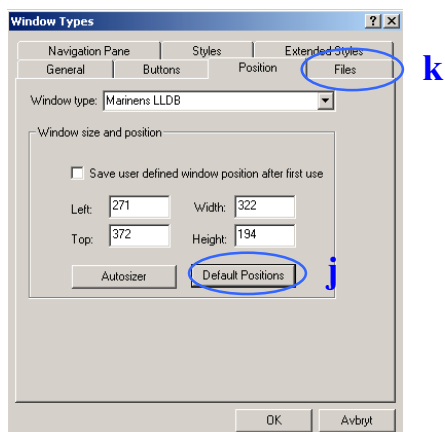 Window Types
Navigation Pane Styles Extended Styles
General Buttons Position Files
k
Window type: Marinens LLDB
Window size and position
Save user defined window position after first use
Left: 271 Width: 322
Top: 372 Height: 194
Autosizer Default Positions j
OK Avbryt